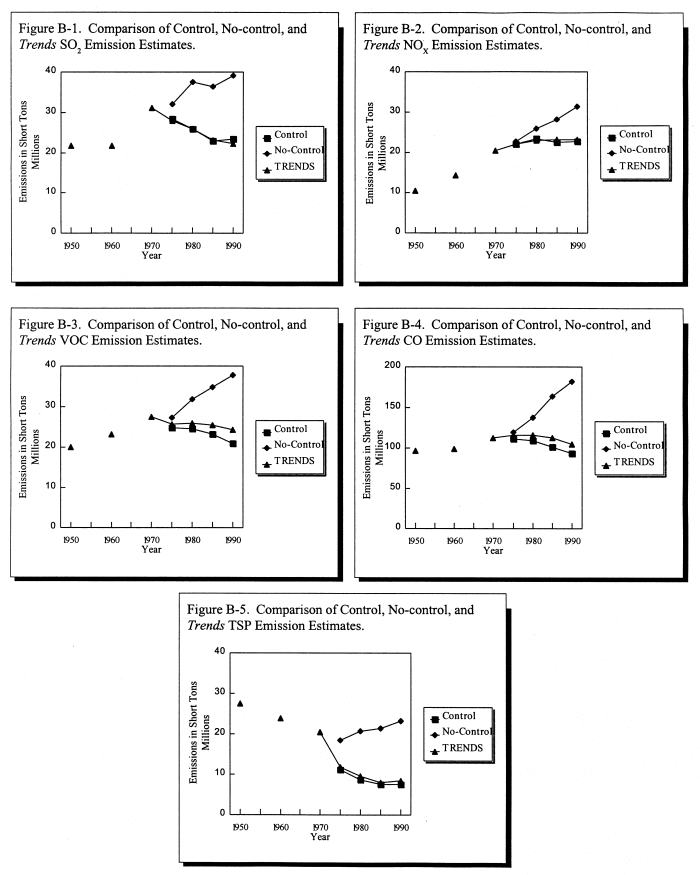 Figure B-1. Comparison of Control, No-control, and
Trends SO2 Emission Estimates.
Emissions in Short Tons
Millions
40
30
20
10
0
1950
1960
1970
1980
1990
Year
Control
No-Control
TRENDS
Figure B-2. Comparison of Control, No-control, and
Trends NOX Emission Estimates.
Emissions in Short Tons
Millions
40
30
20
10
0
1950
1960
1970
1980
1990
Year
Control
No-Control
TRENDS
Figure B-3. Comparison of Control, No-control, and
Trends VOC Emission Estimates.
Emissions in Short Tons
Millions
40
30
20
10
0
1950
1960
1970
1980
1990
Year
Control
No-Control
TRENDS
Figure B-4. Comparison of Control, No-control, and
Trends CO Emission Estimates.
Emissions in Short Tons
Millions
200
150
100
50
0
1950
1960
1970
1980
1990
Year
Control
No-Control
TRENDS
Figure B-5. Comparison of Control, No-control, and
Trends TSP Emission Estimates.
Emissions in Short Tons
Millions
40
30
20
10
0
1950
1960
1970
1980
1990
Year
Control
No-Control
TRENDS